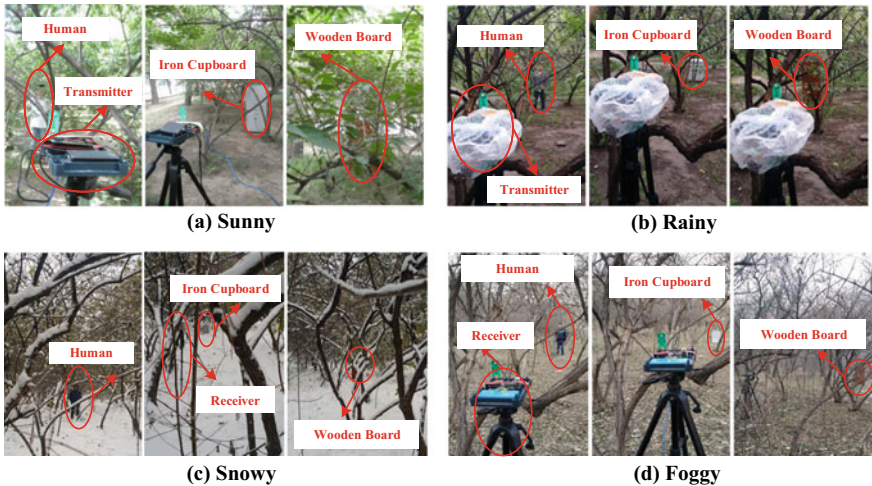 Human
Transmitter
Iron Cupboard
Wooden Board
(a) Sunny
Human
Iron Cupboard
Wooden Board
Transmitter
(b) Rainy
Human
Iron Cupboard
Receiver
Wooden Board
(c) Snowy
Human
Receiver
Iron Cupboard
Wooden Board
(d) Foggy